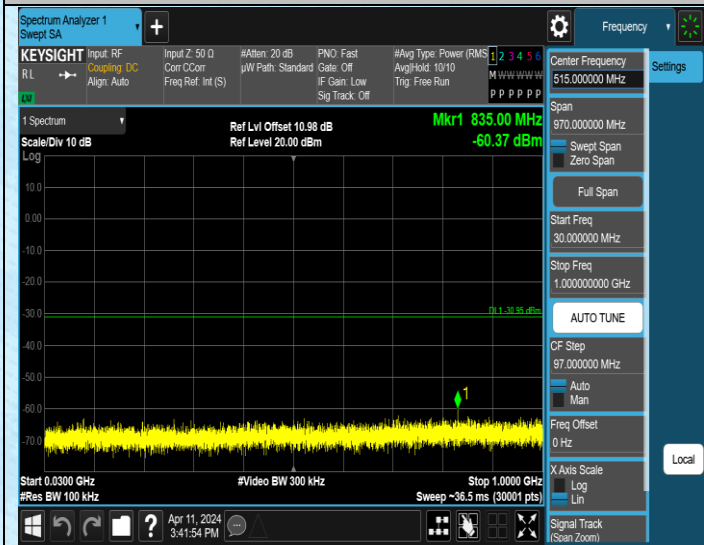 Spectrum Analyzer 1
Swept SA
+
Frequency
KEYSIGHT
RL
LXI
Input: RF
Coupling: DC
Align: Auto
Input Z: 50 Ω
Corr CCorr
Freq Ref: Int (S)
#Atten: 20 dB
µW Path: Standard
PNO: Fast
Gate: Off
IF Gain: Low
Sig Track: Off
#Avg Type: Power (RMS
Avg|Hold: 10/10
Trig: Free Run
1 2 3 4 5 6
M W W W W W
P P P P P P
1 Spectrum
Scale/Div 10 dB
Log
Ref Lvl Offset 10.98 dB
Ref Level 20.00 dBm
Mkr1 835.00 MHz
-60.37 dBm
10.0
0.00
-10.0
-20.0
-30.0
-40.0
-50.0
-60.0
-70.0
DL1 -30.95 dBm
1
Start 0.0300 GHz
#Res BW 100 kHz
#Video BW 300 kHz
Stop 1.0000 GHz
Sweep ~36.5 ms (30001 pts)
?
Apr 11, 2024
3:41:54 PM
Center Frequency
515.000000 MHz
Span
970.000000 MHz
Swept Span
Zero Span
Full Span
Start Freq
30.000000 MHz
Stop Freq
1.000000000 GHz
AUTO TUNE
CF Step
97.000000 MHz
Auto
Man
Freq Offset
0 Hz
X Axis Scale
Log
Lin
Signal Track
(Span Zoom)
Settings
Local